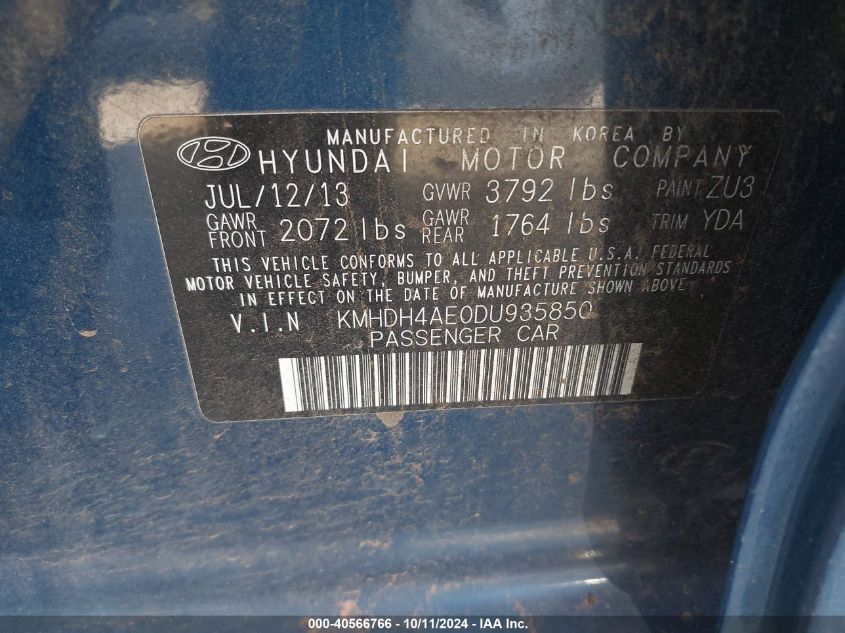 MANUFACTURED IN KOREA BY
HYUNDAI MOTOR COMPANY
JUL/12/13 GVWR 3792 lbs PAINT ZU3
GAWR FRONT 2072 lbs GAWR REAR 1764 lbs TRIM YDA
THIS VEHICLE CONFORMS TO ALL APPLICABLE U.S.A. FEDERAL
MOTOR VEHICLE SAFETY, BUMPER, AND THEFT PREVENTION STANDARDS
IN EFFECT ON THE DATE OF MANUFACTURE SHOWN ABOVE
V.I.N KMHDH4AE0DU935850
PASSENGER CAR
000-40566766 - 10/11/2024 - IAA Inc.